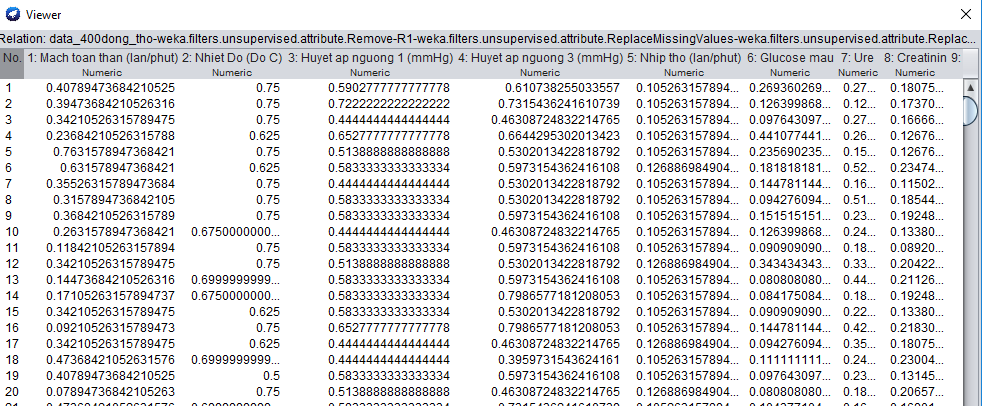 Viewer
Relation: data_400dong_tho-weka.filters.unsupervised.attribute.Remove-R1-weka.filters.unsupervised.attribute.ReplaceMissingValues-weka.filters.unsupervised.attribute.Replac...
No. 1: Mach toan than (lan/phut) 2: Nhiet Do (Do C) 3: Huyet ap nguong 1 (mmHg) 4: Huyet ap nguong 3 (mmHg) 5: Nhip tho (lan/phut) 6: Glucose mau 7: Ure 8: Creatinin 9:
Numeric Numeric Numeric Numeric Numeric Numeric Numeric Numeric
1 0.40789473684210525 0.75 0.5902777777777778 0.610738255033557 0.105263157894... 0.269360269... 0.27... 0.18075...
2 0.39473684210526316 0.75 0.7222222222222222 0.7315436241610739 0.105263157894... 0.126399868... 0.12... 0.17370...
3 0.34210526315789475 0.75 0.4444444444444444 0.46308724832214765 0.105263157894... 0.097643097... 0.27... 0.16666...
4 0.23684210526315788 0.625 0.6527777777777778 0.6644295302013423 0.105263157894... 0.441077441... 0.26... 0.12676...
5 0.7631578947368421 0.75 0.5138888888888888 0.5302013422818792 0.105263157894... 0.235690235... 0.15... 0.12676...
6 0.631578947368421 0.625 0.5833333333333334 0.5973154362416108 0.126886984904... 0.181818181... 0.52... 0.23474...
7 0.35526315789473684 0.75 0.4444444444444444 0.5302013422818792 0.105263157894... 0.144781144... 0.16... 0.11502...
8 0.3157894736842105 0.75 0.5833333333333334 0.5302013422818792 0.105263157894... 0.094276094... 0.51... 0.18544...
9 0.3684210526315789 0.75 0.5833333333333334 0.5973154362416108 0.105263157894... 0.151515151... 0.23... 0.19248...
10 0.2631578947368421 0.6750000000... 0.4444444444444444 0.46308724832214765 0.105263157894... 0.126399868... 0.24... 0.13380...
11 0.11842105263157894 0.75 0.5833333333333334 0.5973154362416108 0.105263157894... 0.090909090... 0.18... 0.08920...
12 0.34210526315789475 0.75 0.5138888888888888 0.5302013422818792 0.126886984904... 0.343434343... 0.33... 0.20422...
13 0.14473684210526316 0.6999999999... 0.5833333333333334 0.5973154362416108 0.105263157894... 0.080808080... 0.44... 0.21126...
14 0.17105263157894737 0.6750000000... 0.5833333333333334 0.7986577181208053 0.105263157894... 0.084175084... 0.18... 0.19248...
15 0.34210526315789475 0.625 0.5833333333333334 0.5302013422818792 0.105263157894... 0.090909090... 0.22... 0.13380...
16 0.0921052631578947​3 0.75 0.6527777777777778 0.7986577181208053 0.105263157894... 0.144781144... 0.42... 0.21830...
17 0.34210526315789475 0.625 0.4444444444444444 0.46308724832214765 0.126886984904... 0.094276094... 0.35... 0.18075...
18 0.47368421052631576 0.6999999999... 0.4444444444444444 0.3959731543624161 0.105263157894... 0.111111111... 0.24... 0.23004...
19 0.40789473684210525 0.5 0.5833333333333334 0.5973154362416108 0.105263157894... 0.097643097... 0.23... 0.13145...
20 0.07894736842105263 0.75 0.5138888888888888 0.46308724832214765 0.126886984904... 0.080808080... 0.18... 0.20657...